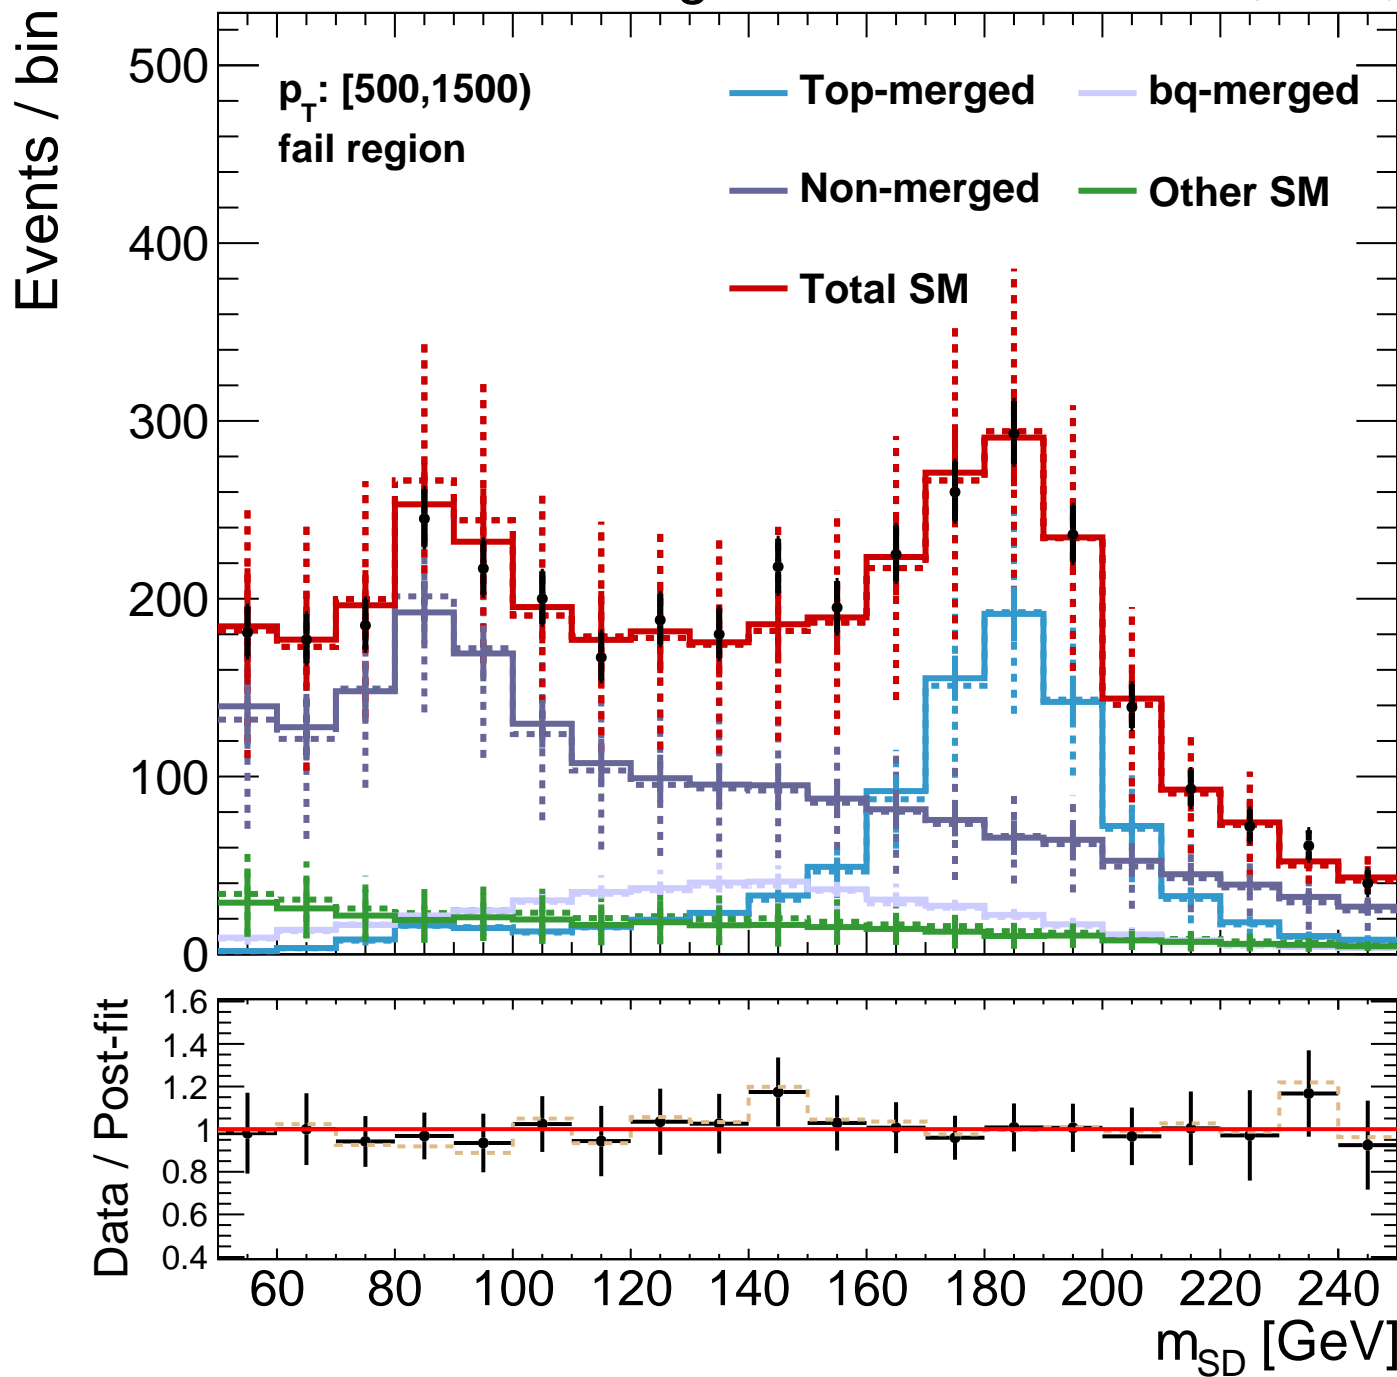 Events / bin
500
400
300
200
100
0
p_T: [500,1500)
fail region
Top-merged
bq-merged
Non-merged
Other SM
Total SM
Data / Post-fit
1.6
1.4
1.2
1
0.8
0.6
0.4
60 80 100 120 140 160 180 200 220 240
m_SD [GeV]